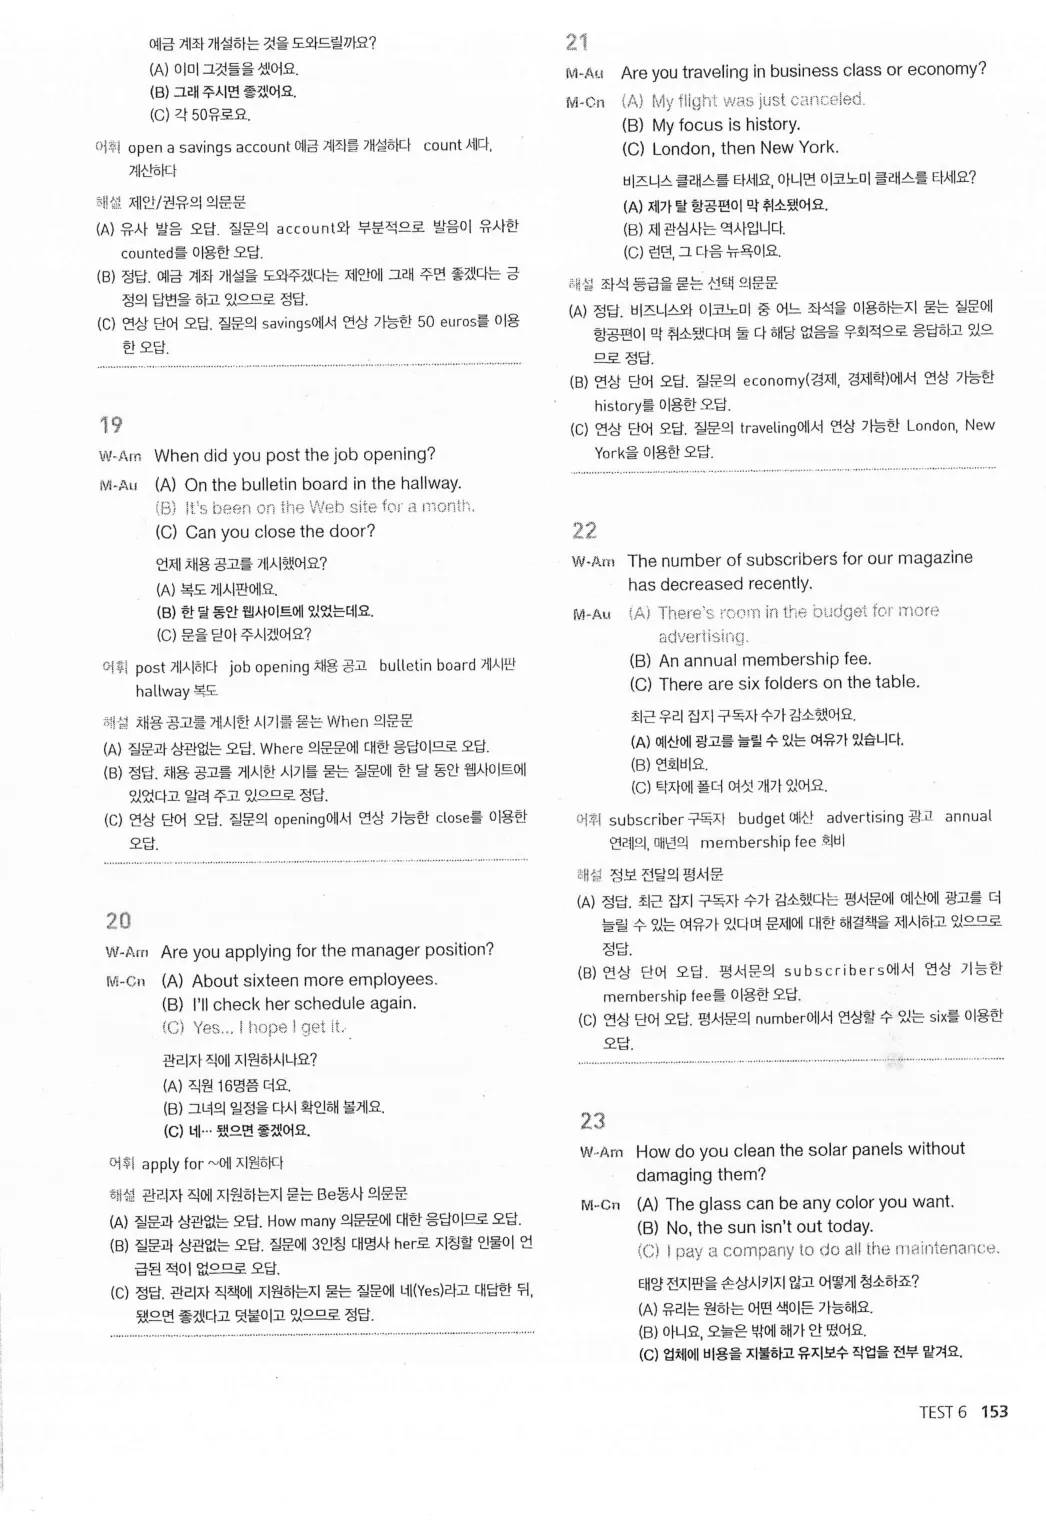 예금 계좌 개설하는 것을 도와드릴까요?
(A) 이미 그것들을 셌어요.
(B) 그래 주시면 좋겠어요.
(C) 각 50유로요.
어휘 open a savings account 예금 계좌를 개설하다 count 세다,
계산하다
해설 제안/권유의 의문문
(A) 유사 발음 오답. 질문의 account와 부분적으로 발음이 유사한
counted를 이용한 오답.
(B) 정답. 예금 계좌 개설을 도와주겠다는 제안에 그래 주면 좋겠다는 긍
정의 답변을 하고 있으므로 정답.
(C) 연상 단어 오답. 질문의 savings에서 연상 가능한 50 euros를 이용
한 오답.
19
W-Am When did you post the job opening?
M-Au (A) On the bulletin board in the hallway.
(B) It's been on the Web site for a month.
(C) Can you close the door?
언제 채용 공고를 게시했어요?
(A) 복도 게시판에요.
(B) 한 달 동안 웹사이트에 있었는데요.
(C) 문을 닫아 주시겠어요?
어휘 post 게시하다 job opening 채용 공고 bulletin board 게시판
hallway 복도
해설 채용 공고를 게시한 시기를 묻는 When 의문문
(A) 질문과 상관없는 오답. Where 의문문에 대한 응답이므로 오답.
(B) 정답. 채용 공고를 게시한 시기를 묻는 질문에 한 달 동안 웹사이트에
있었다고 알려 주고 있으므로 정답.
(C) 연상 단어 오답. 질문의 opening에서 연상 가능한 close를 이용한
오답.
20
W-Am Are you applying for the manager position?
M-Cn (A) About sixteen more employees.
(B) I'll check her schedule again.
(C) Yes... I hope I get it.
관리자 직에 지원하시나요?
(A) 직원 16명쯤 더요.
(B) 그녀의 일정을 다시 확인해 볼게요.
(C) 네… 됐으면 좋겠어요.
어휘 apply for ~에 지원하다
해설 관리자 직에 지원하는지 묻는 Be동사 의문문
(A) 질문과 상관없는 오답. How many 의문문에 대한 응답이므로 오답.
(B) 질문과 상관없는 오답. 질문에 3인칭 대명사 her로 지칭할 인물이 언
급된 적이 없으므로 오답.
(C) 정답. 관리자 직책에 지원하는지 묻는 질문에 네(Yes)라고 대답한 뒤,
됐으면 좋겠다고 덧붙이고 있으므로 정답.
21
M-Au Are you traveling in business class or economy?
M-Cn (A) My flight was just canceled.
(B) My focus is history.
(C) London, then New York.
비즈니스 클래스를 타세요, 아니면 이코노미 클래스를 타세요?
(A) 제가 탈 항공편이 막 취소됐어요.
(B) 제 관심사는 역사입니다.
(C) 런던, 그 다음 뉴욕이요.
해설 좌석 등급을 묻는 선택 의문문
(A) 정답. 비즈니스와 이코노미 중 어느 좌석을 이용하는지 묻는 질문에
항공편이 막 취소됐다며 둘 다 해당 없음을 우회적으로 응답하고 있으
므로 정답.
(B) 연상 단어 오답. 질문의 economy(경제, 경제학)에서 연상 가능한
history를 이용한 오답.
(C) 연상 단어 오답. 질문의 traveling에서 연상 가능한 London, New
York을 이용한 오답.
22
W-Am The number of subscribers for our magazine
has decreased recently.
M-Au (A) There's room in the budget for more
advertising.
(B) An annual membership fee.
(C) There are six folders on the table.
최근 우리 잡지 구독자 수가 감소했어요.
(A) 예산에 광고를 늘릴 수 있는 여유가 있습니다.
(B) 연회비요.
(C) 탁자에 폴더 여섯 개가 있어요.
어휘 subscriber 구독자 budget 예산 advertising 광고 annual
연례의, 매년의 membership fee 회비
해설 정보 전달의 평서문
(A) 정답. 최근 잡지 구독자 수가 감소했다는 평서문에 예산에 광고를 더
늘릴 수 있는 여유가 있다며 문제에 대한 해결책을 제시하고 있으므로
정답.
(B) 연상 단어 오답. 평서문의 subscribers에서 연상 기능한
membership fee를 이용한 오답.
(C) 연상 단어 오답. 평서문의 number에서 연상할 수 있는 six를 이용한
오답.
23
W-Am How do you clean the solar panels without
damaging them?
M-Cn (A) The glass can be any color you want.
(B) No, the sun isn't out today.
(C) I pay a company to do all the maintenance.
태양 전지판을 손상시키지 않고 어떻게 청소하죠?
(A) 유리는 원하는 어떤 색이든 가능해요.
(B) 아니요, 오늘은 밖에 해가 안 떴어요.
(C) 업체에 비용을 지불하고 유지보수 작업을 전부 맡겨요.
TEST 6 153